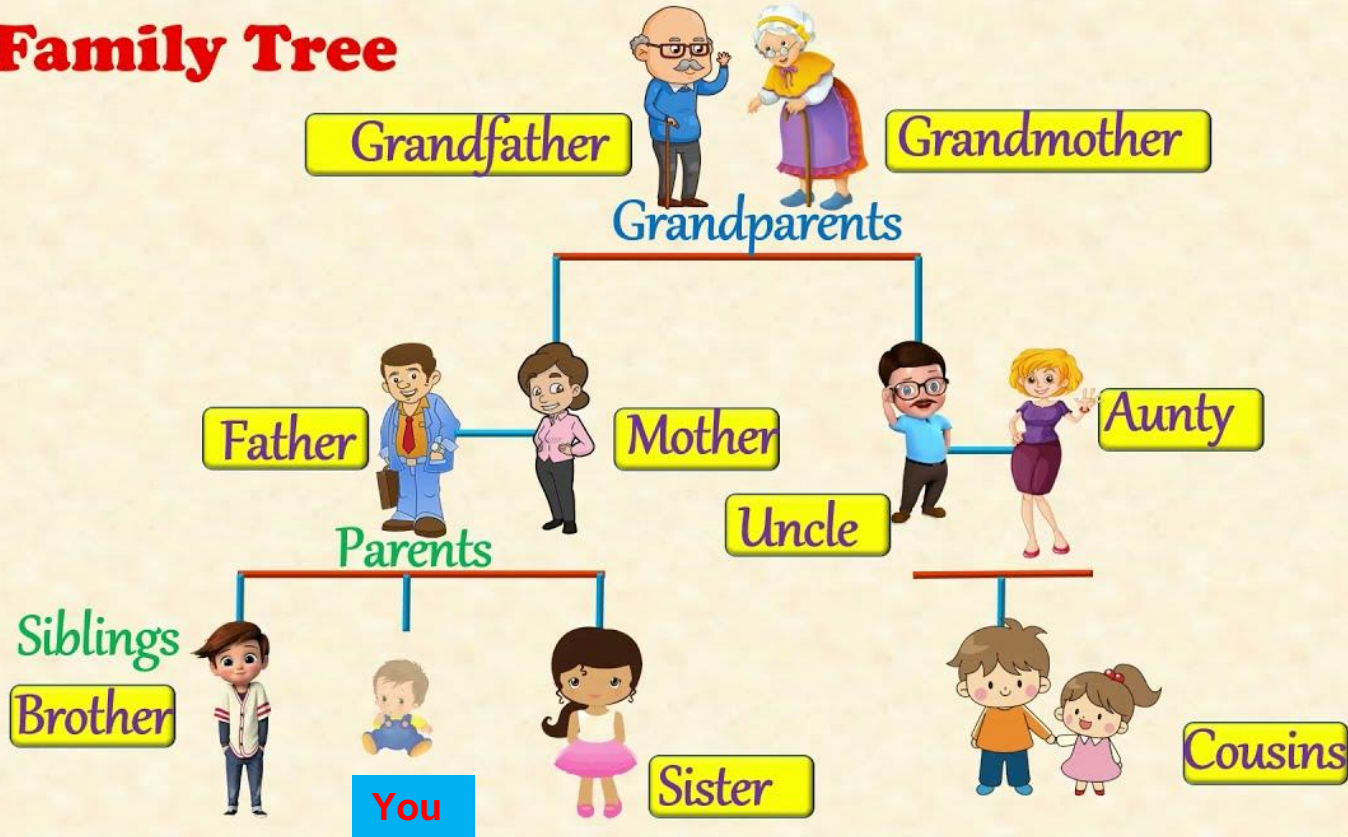 Family Tree
Grandfather
Grandmother
Grandparents
Father
Mother
Uncle
Aunty
Parents
Siblings
Brother
You
Sister
Cousins